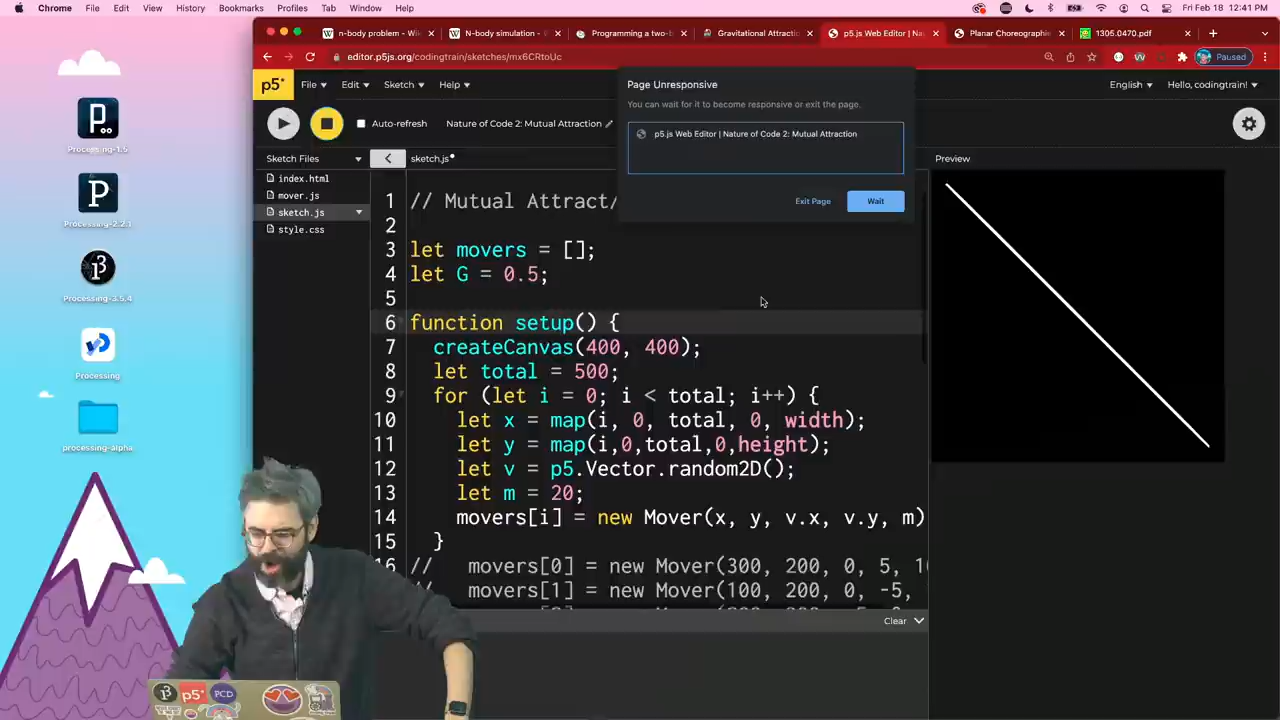 Chrome File Edit View History Bookmarks Profiles Tab Window Help
Fri Feb 18 12:41 PM
n-body problem - Wiki
N-body simulation - W
Programming a two-b
Gravitational Attractio
p5.js Web Editor | Na
Planar Choreographie
1305.0470.pdf
editor.p5js.org/codingtrain/sketches/mx6CRtoUc
Paused
p5*
File Edit Sketch Help
English
Hello, codingtrain!
Page Unresponsive
You can wait for it to become responsive or exit the page.
p5.js Web Editor | Nature of Code 2: Mutual Attraction
Exit Page
Wait
Auto-refresh
Nature of Code 2: Mutual Attraction
Sketch Files
sketch.js
Preview
index.html
mover.js
sketch.js
style.css
1 // Mutual Attract/
2
3 let movers = [];
4 let G = 0.5;
5
6 function setup() {
7 createCanvas(400, 400);
8 let total = 500;
9 for (let i = 0; i < total; i++) {
10 let x = map(i, 0, total, 0, width);
11 let y = map(i,0,total,0,height);
12 let v = p5.Vector.random2D();
13 let m = 20;
14 movers[i] = new Mover(x, y, v.x, v.y, m)
15 }
16 // movers[0] = new Mover(300, 200, 0, 5, 1
// movers[1] = new Mover(100, 200, 0, -5,
Clear
Processing-1.5
Processing-2.2.1
Processing-3.5.4
Processing
processing-alpha
p5*
PCD